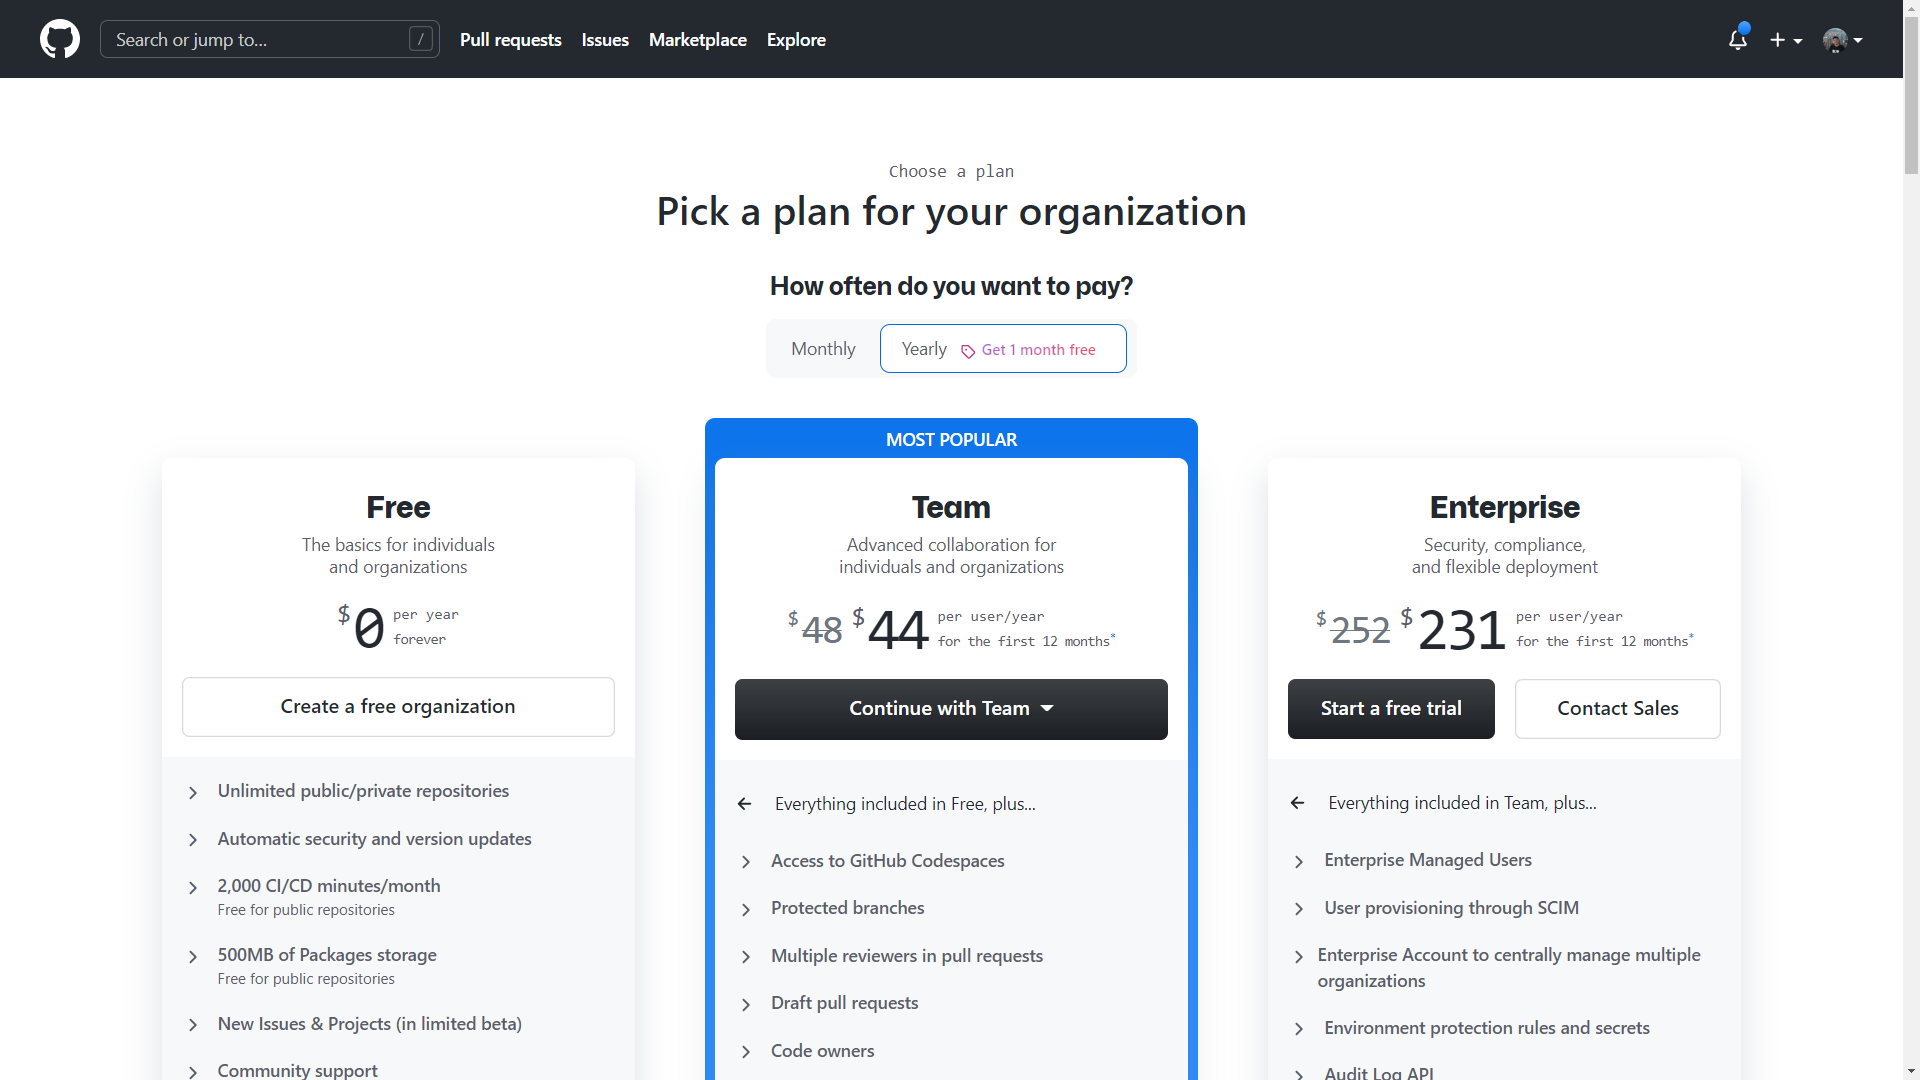 Search or jump to...
/
Pull requests
Issues
Marketplace
Explore
Choose a plan
Pick a plan for your organization
How often do you want to pay?
Monthly
Yearly
Get 1 month free
Free
The basics for individuals
and organizations
$0 per year
forever
Create a free organization
Unlimited public/private repositories
Automatic security and version updates
2,000 CI/CD minutes/month
Free for public repositories
500MB of Packages storage
Free for public repositories
New Issues & Projects (in limited beta)
Community support
MOST POPULAR
Team
Advanced collaboration for
individuals and organizations
$48 $44 per user/year
for the first 12 months*
Continue with Team
Everything included in Free, plus...
Access to GitHub Codespaces
Protected branches
Multiple reviewers in pull requests
Draft pull requests
Code owners
Enterprise
Security, compliance,
and flexible deployment
$252 $231 per user/year
for the first 12 months*
Start a free trial
Contact Sales
Everything included in Team, plus...
Enterprise Managed Users
User provisioning through SCIM
Enterprise Account to centrally manage multiple
organizations
Environment protection rules and secrets
Audit Log API